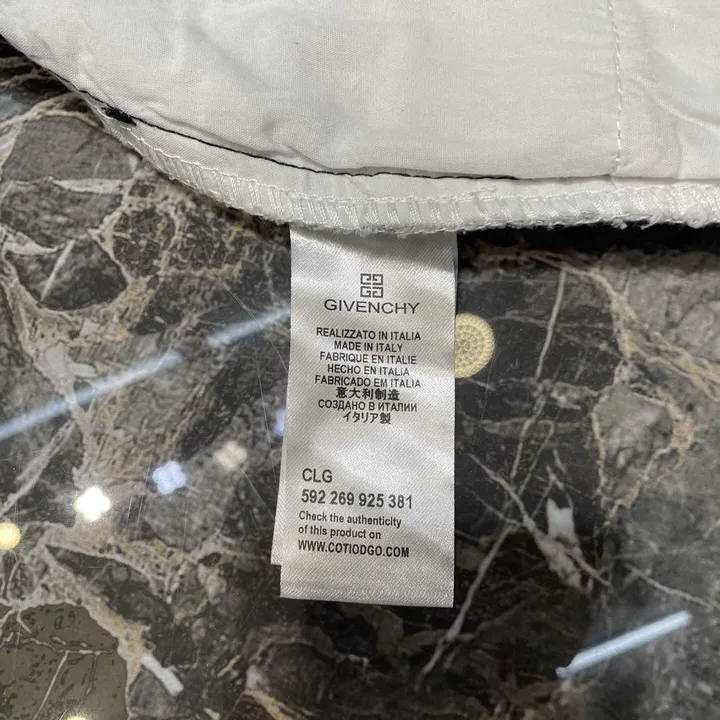 GIVENCHY
REALIZZATO IN ITALIA
MADE IN ITALY
FABRIQUE EN ITALIE
HECHO EN ITALIA
FABRICADO EM ITALIA
意大利制造
СОЗДАНО В ИТАЛИИ
イタリア製
CLG
592 269 925 381
Check the authenticity
of this product on
WWW.COTIODGO.COM